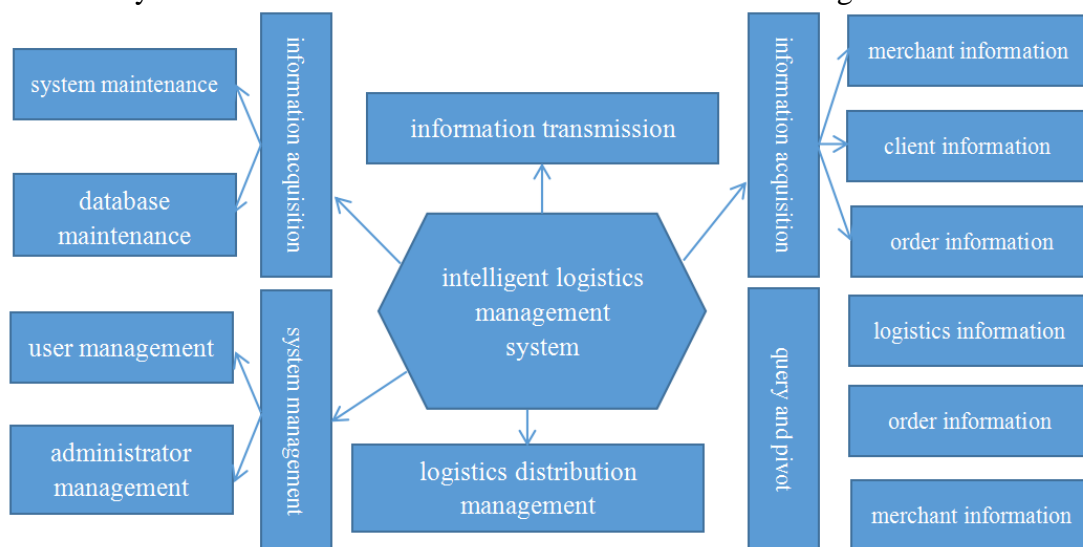 information acquisition
system maintenance
database
maintenance
information transmission
information acquisition
merchant information
client information
order information
intelligent logistics
management
system
user management
administrator
management
system management
logistics distribution
management
query and pivot
logistics information
order information
merchant information